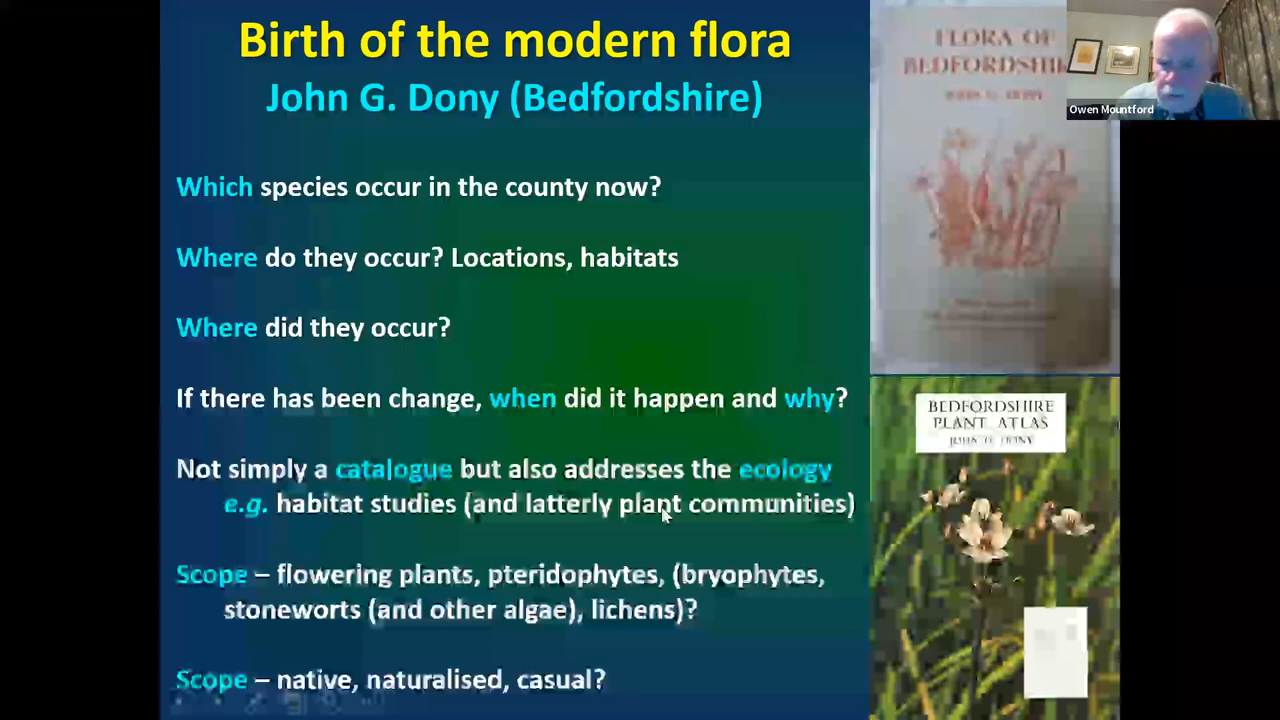 Birth of the modern flora
John G. Dony (Bedfordshire)
Which species occur in the county now?
Where do they occur? Locations, habitats
Where did they occur?
If there has been change, when did it happen and why?
Not simply a catalogue but also addresses the ecology
e.g. habitat studies (and latterly plant communities)
Scope – flowering plants, pteridophytes, (bryophytes,
stoneworts (and other algae), lichens)?
Scope – native, naturalised, casual?
FLORA OF
BEDFORDSHIR
JOHN G. DONY
Owen Mountford
BEDFORDSHIRE
PLANT ATLAS
JOHN G. DONY